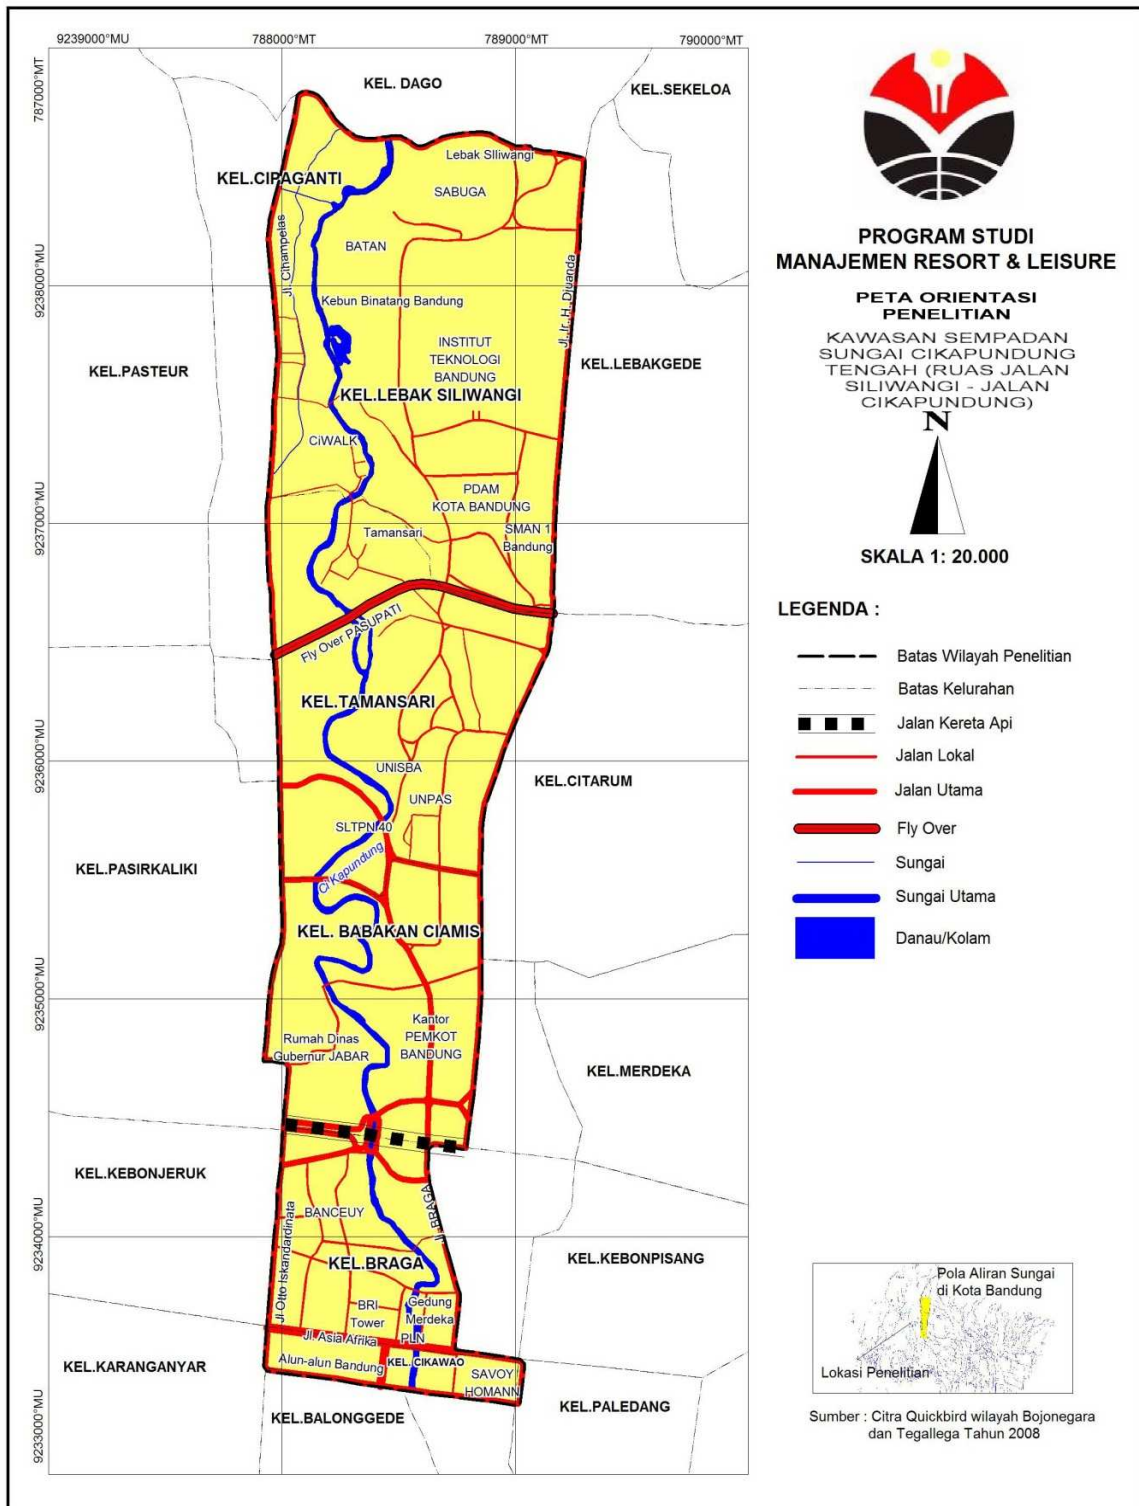 9239000°MU
788000°MT
789000°MT
790000°MT
787000°MT
9238000°MU
9237000°MU
9236000°MU
9235000°MU
9234000°MU
9233000°MU
KEL. DAGO
KEL.SEKELOA
Lebak SIliwangi
KEL.CIPAGANTI
SABUGA
Jl. Cihampelas
BATAN
Jl. Ir. H. Djuanda
Kebun Binatang Bandung
INSTITUT
TEKNOLOGI
BANDUNG
KEL.PASTEUR
KEL.LEBAKGEDE
KEL.LEBAK SILIWANGI
CiWALK
PDAM
KOTA BANDUNG
Tamansari
SMAN 1
Bandung
Fly Over PASUPATI
KEL.TAMANSARI
UNISBA
KEL.CITARUM
UNPAS
SLTPN 40
Ci Kapundung
KEL.PASIRKALIKI
KEL. BABAKAN CIAMIS
Kantor
PEMKOT
BANDUNG
Rumah Dinas
Gubernur JABAR
KEL.MERDEKA
KEL.KEBONJERUK
Jl Otto Iskandardinata
BANCEUY
Jl. BRAGA
KEL.KEBONPISANG
KEL.BRAGA
BRI
Tower
Gedung
Merdeka
PLN
Jl. Asia Afrika
KEL.KARANGANYAR
Alun-alun Bandung
KEL. CIKAWAO
SAVOY
HOMANN
KEL.BALONGGEDE
KEL.PALEDANG
PROGRAM STUDI
MANAJEMEN RESORT & LEISURE
PETA ORIENTASI
PENELITIAN
KAWASAN SEMPADAN
SUNGAI CIKAPUNDUNG
TENGAH (RUAS JALAN
SILIWANGI - JALAN
CIKAPUNDUNG)
N
SKALA 1: 20.000
LEGENDA :
Batas Wilayah Penelitian
Batas Kelurahan
Jalan Kereta Api
Jalan Lokal
Jalan Utama
Fly Over
Sungai
Sungai Utama
Danau/Kolam
Pola Aliran Sungai
di Kota Bandung
Lokasi Penelitian
Sumber : Citra Quickbird wilayah Bojonegara
dan Tegallega Tahun 2008